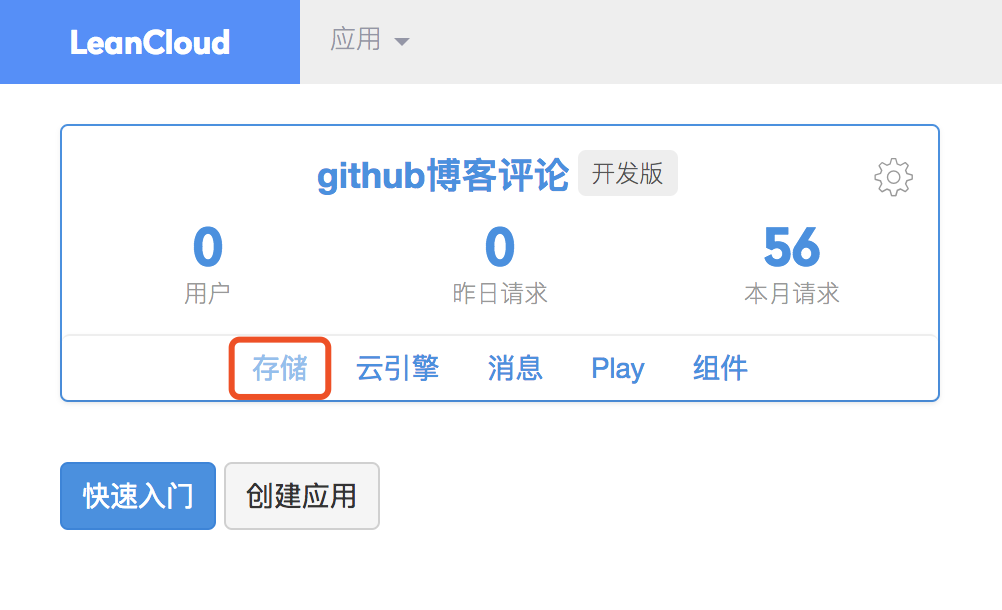 LeanCloud 应用
github博客评论 开发版
0 0 56
用户 昨日请求 本月请求
存储 云引擎 消息 Play 组件
快速入门 创建应用